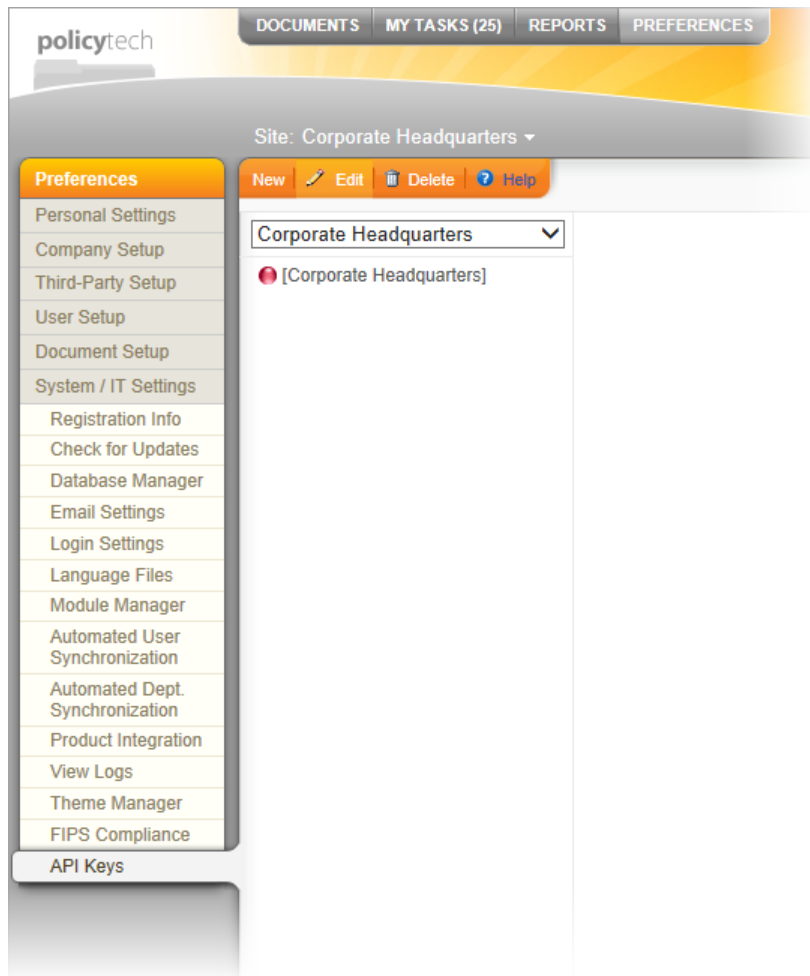 policytech
DOCUMENTS MY TASKS (25) REPORTS PREFERENCES
Site: Corporate Headquarters
Preferences
Personal Settings
Company Setup
Third-Party Setup
User Setup
Document Setup
System / IT Settings
Registration Info
Check for Updates
Database Manager
Email Settings
Login Settings
Language Files
Module Manager
Automated User
Synchronization
Automated Dept.
Synchronization
Product Integration
View Logs
Theme Manager
FIPS Compliance
API Keys
New Edit Delete Help
Corporate Headquarters
[Corporate Headquarters]